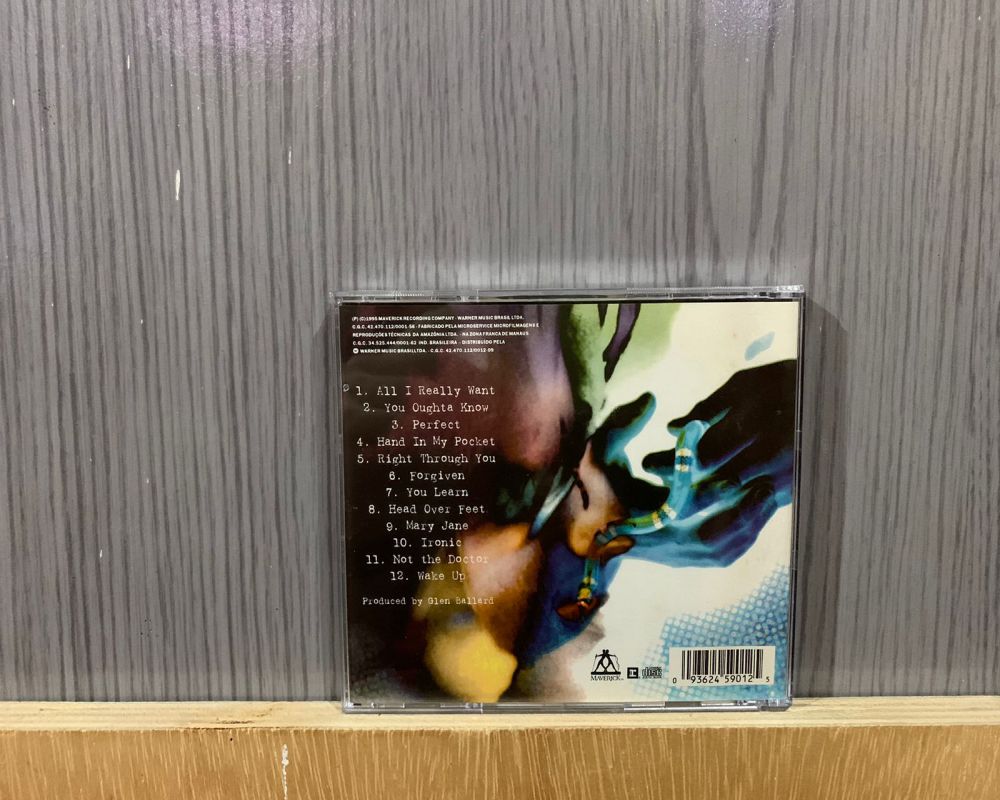 (P) (C)1995 MAVERICK RECORDING COMPANY - WARNER MUSIC BRASIL LTDA.
C.G.C. 42.470.112/0001-56 - FABRICADO PELA MICROSERVICE MICROFILMAGENS E
REPRODUÇÕES TÉCNICAS DA AMAZÔNIA LTDA. - NA ZONA FRANCA DE MANAUS
C.G.C. 34.525.444/0001-62 IND. BRASILEIRA - DISTRIBUÍDO PELA
WARNER MUSIC BRASIL LTDA. - C.G.C. 42.470.112/0012-09
1. All I Really Want
2. You Oughta Know
3. Perfect
4. Hand In My Pocket
5. Right Through You
6. Forgiven
7. You Learn
8. Head Over Feet
9. Mary Jane
10. Ironic
11. Not the Doctor
12. Wake Up
Produced by Glen Ballard
MAVERICK
disc
0 93624 59012 5